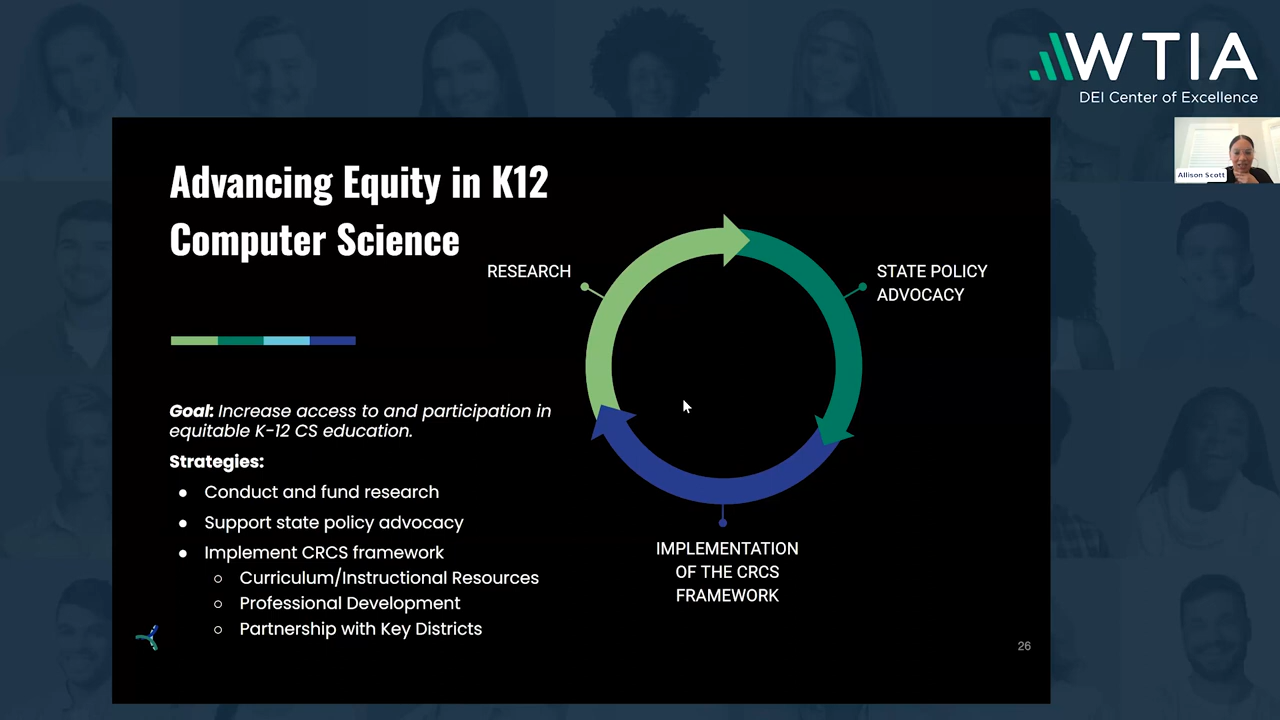 WTIA
DEI Center of Excellence
Allison Scott
Advancing Equity in K12
Computer Science
RESEARCH
STATE POLICY
ADVOCACY
Goal: Increase access to and participation in
equitable K-12 CS education.
Strategies:
● Conduct and fund research
● Support state policy advocacy
● Implement CRCS framework
○ Curriculum/Instructional Resources
○ Professional Development
○ Partnership with Key Districts
IMPLEMENTATION
OF THE CRCS
FRAMEWORK
26